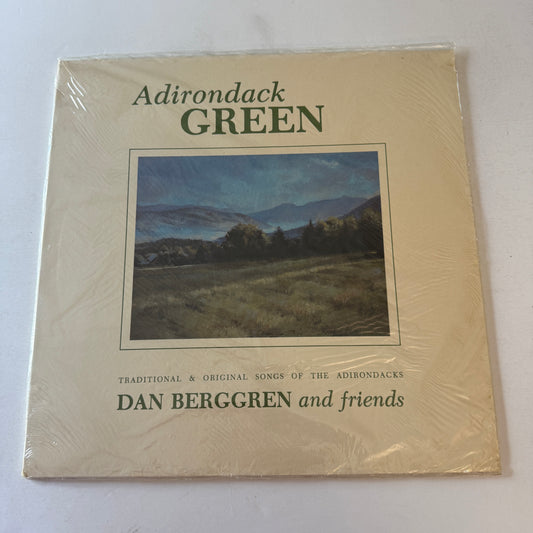 Adirondack
GREEN
TRADITIONAL & ORIGINAL SONGS OF THE ADIRONDACKS
DAN BERGGREN and friends